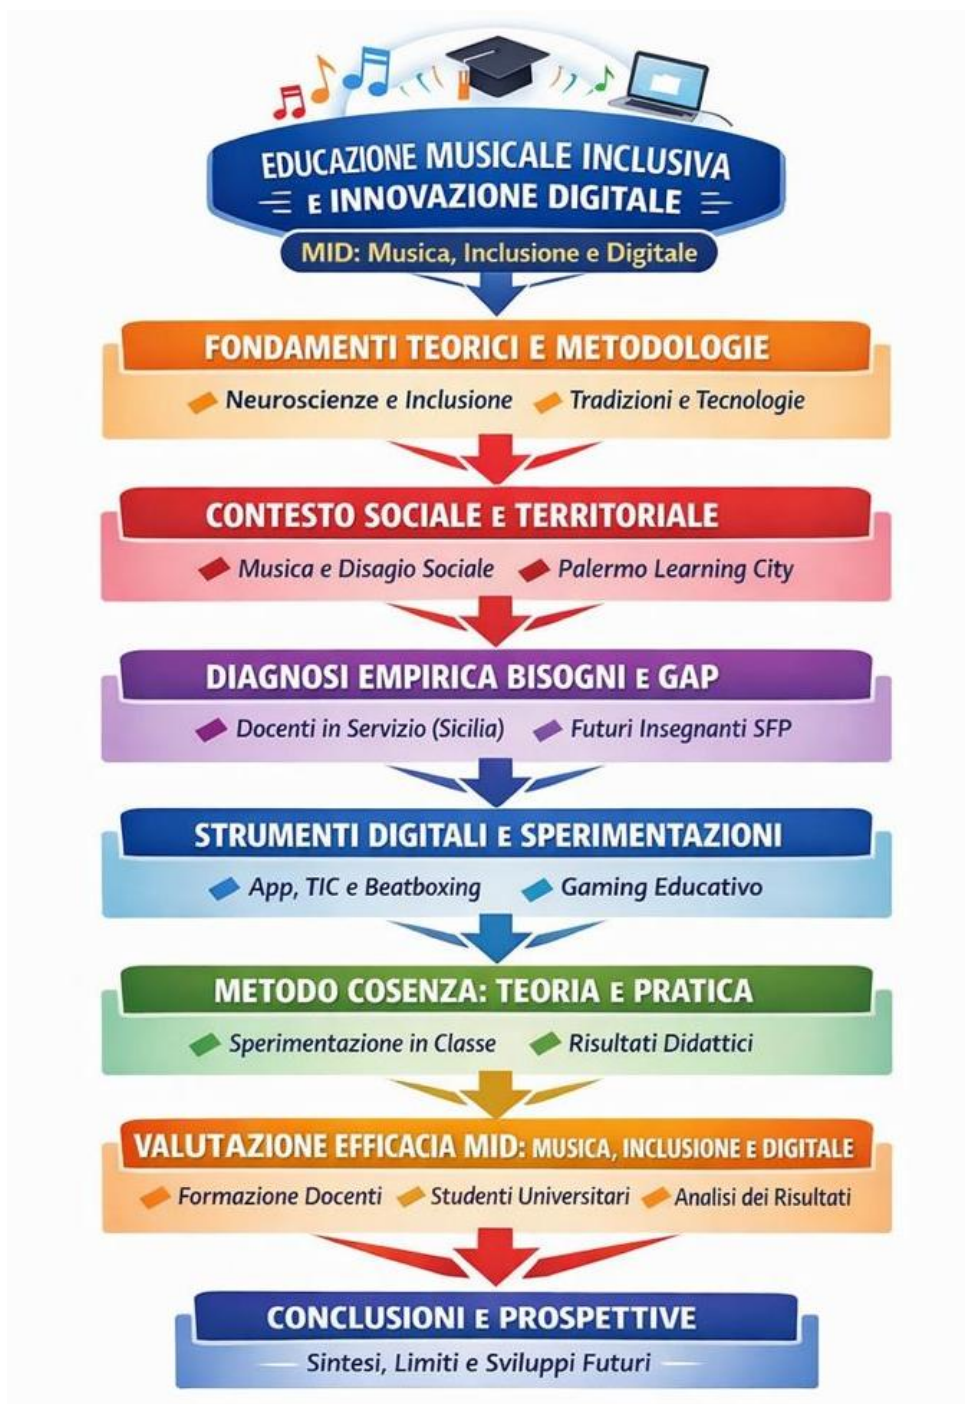 EDUCAZIONE MUSICALE INCLUSIVA
E INNOVAZIONE DIGITALE
MID: Musica, Inclusione e Digitale
FONDAMENTI TEORICI E METODOLOGIE
Neuroscienze e Inclusione Tradizioni e Tecnologie
CONTESTO SOCIALE E TERRITORIALE
Musica e Disagio Sociale Palermo Learning City
DIAGNOSI EMPIRICA BISOGNI E GAP
Docenti in Servizio (Sicilia) Futuri Insegnanti SFP
STRUMENTI DIGITALI E SPERIMENTAZIONI
App, TIC e Beatboxing Gaming Educativo
METODO COSENZA: TEORIA E PRATICA
Sperimentazione in Classe Risultati Didattici
VALUTAZIONE EFFICACIA MID: MUSICA, INCLUSIONE E DIGITALE
Formazione Docenti Studenti Universitari Analisi dei Risultati
CONCLUSIONI E PROSPETTIVE
Sintesi, Limiti e Sviluppi Futuri